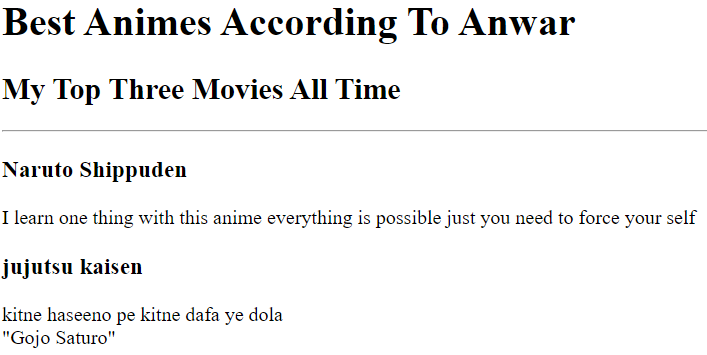 Best Animes According To Anwar
My Top Three Movies All Time
Naruto Shippuden
I learn one thing with this anime everything is possible just you need to force your self
jujutsu kaisen
kitne haseeno pe kitne dafa ye dola
"Gojo Saturo"